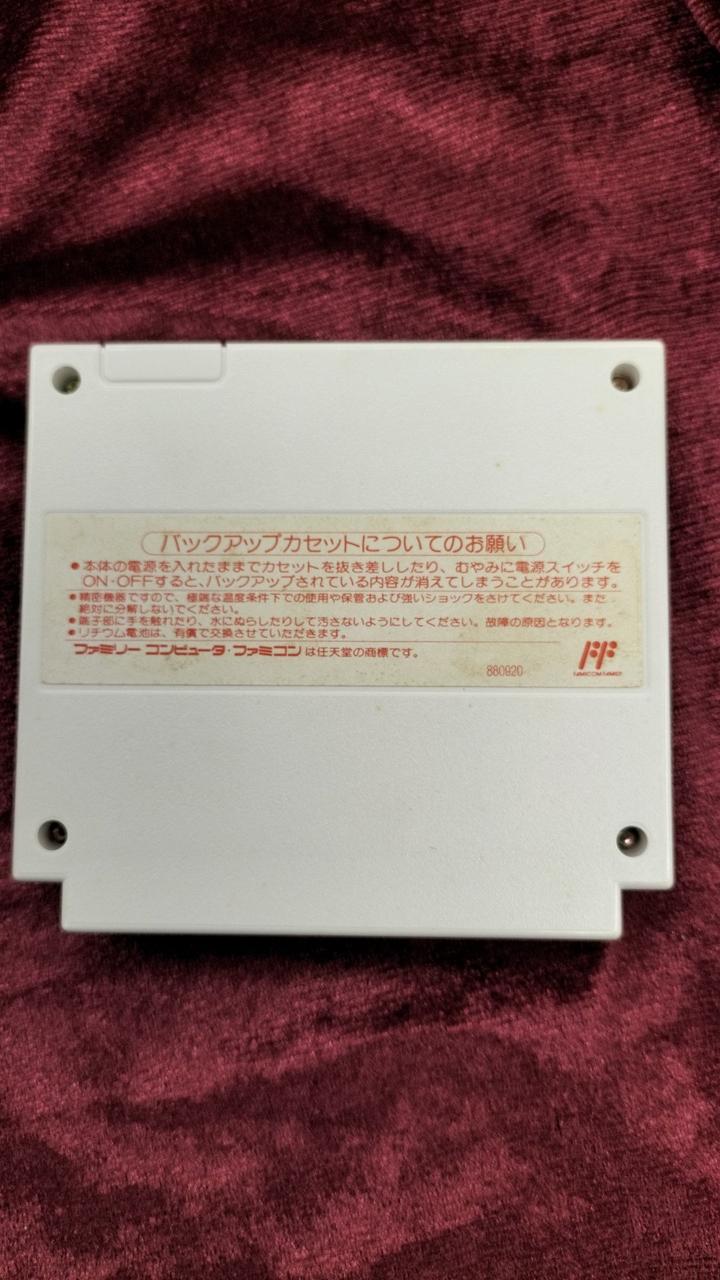 バックアップカセットについてのお願い
●本体の電源を入れたままでカセットを抜き差ししたり、むやみに電源スイッチを
ON・OFFすると、バックアップされている内容が消えてしまうことがあります。
●精密機器ですので、極端な温度条件下での使用や保管および強いショックをさけてください。また
絶対に分解しないでください。
●端子部に手を触れたり、水にぬらしたりして汚さないようにしてください。故障の原因となります。
●リチウム電池は、有償で交換させていただきます。
ファミリー コンピュータ・ファミコンは任天堂の商標です。
880920
FF
FAMICOM FAMILY